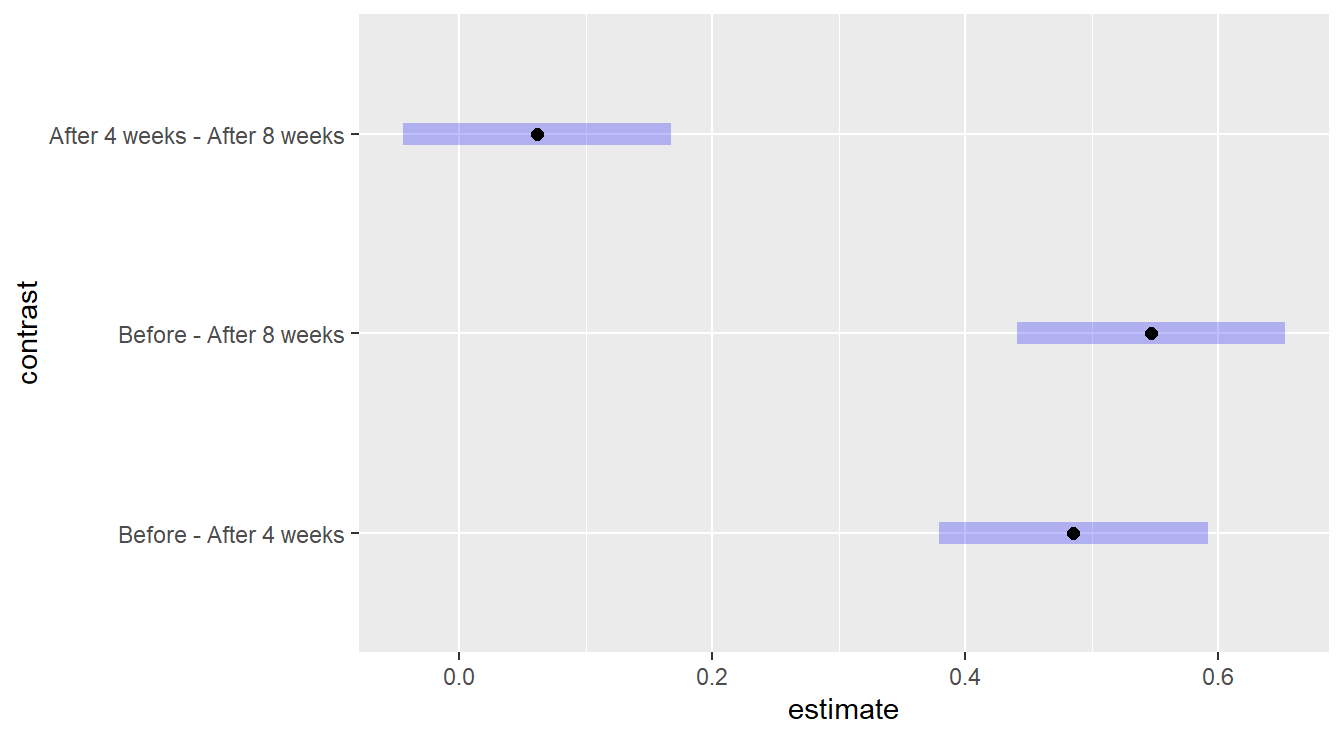 After 4 weeks - After 8 weeks
Before - After 8 weeks
Before - After 4 weeks
contrast
0.0 0.2 0.4 0.6
estimate